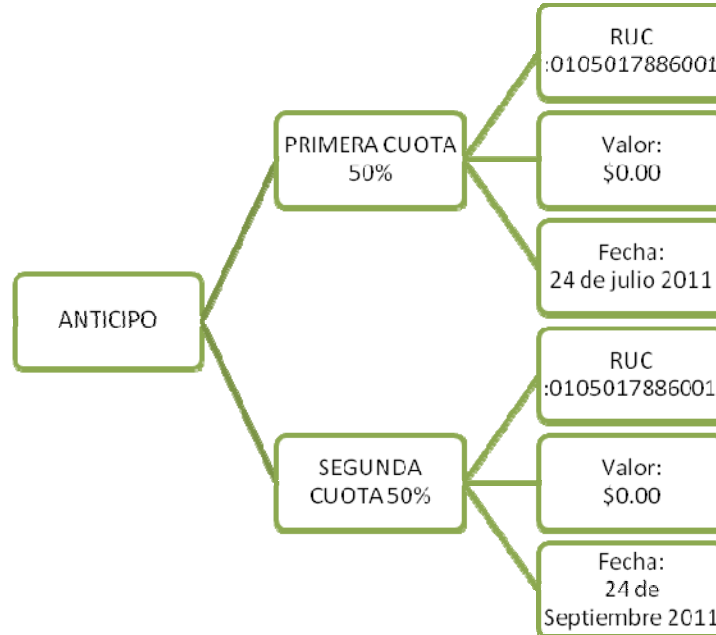 ANTICIPO
PRIMERA CUOTA
50%
RUC
:0105017886001
Valor:
$0.00
Fecha:
24 de julio 2011
SEGUNDA
CUOTA 50%
RUC
:0105017886001
Valor:
$0.00
Fecha:
24 de
Septiembre 2011